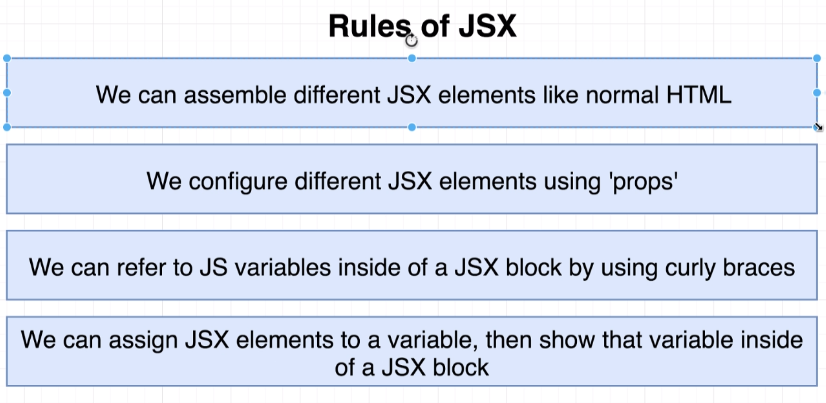 Rules of JSX
We can assemble different JSX elements like normal HTML
We configure different JSX elements using 'props'
We can refer to JS variables inside of a JSX block by using curly braces
We can assign JSX elements to a variable, then show that variable inside
of a JSX block